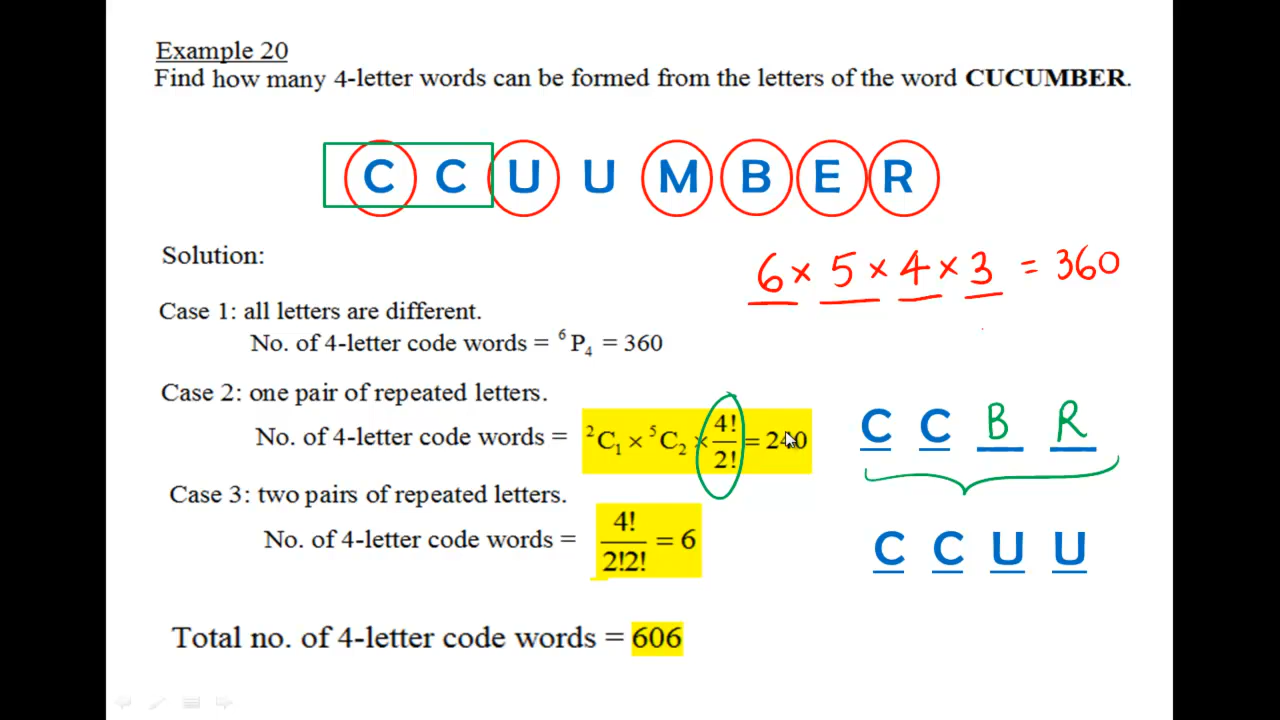 Example 20
Find how many 4-letter words can be formed from the letters of the word CUCUMBER.
C C U U M B E R
Solution:
6 × 5 × 4 × 3 = 360
Case 1: all letters are different.
No. of 4-letter code words = ⁶P₄ = 360
Case 2: one pair of repeated letters.
No. of 4-letter code words = ²C₁ × ⁵C₂ × 4!/2! = 240
C C B R
Case 3: two pairs of repeated letters.
No. of 4-letter code words = 4!/2!2! = 6
C C U U
Total no. of 4-letter code words = 606